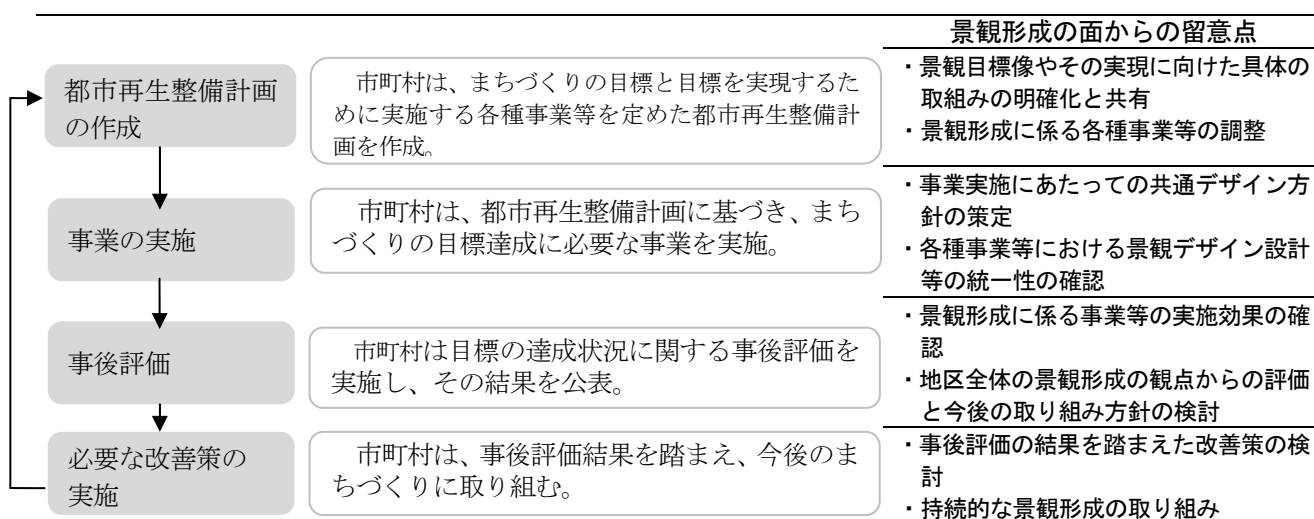 景観形成の面からの留意点
都市再生整備計画
の作成
市町村は、まちづくりの目標と目標を実現するた
めに実施する各種事業等を定めた都市再生整備計
画を作成。
・景観目標像やその実現に向けた具体の
取組みの明確化と共有
・景観形成に係る各種事業等の調整
事業の実施
市町村は、都市再生整備計画に基づき、まち
づくりの目標達成に必要な事業を実施。
・事業実施にあたっての共通デザイン方
針の策定
・各種事業等における景観デザイン設計
等の統一性の確認
事後評価
市町村は目標の達成状況に関する事後評価を
実施し、その結果を公表。
・景観形成に係る事業等の実施効果の確
認
・地区全体の景観形成の観点からの評価
と今後の取り組み方針の検討
必要な改善策の
実施
市町村は、事後評価結果を踏まえ、今後のま
ちづくりに取り組む。
・事後評価の結果を踏まえた改善策の検
討
・持続的な景観形成の取り組み